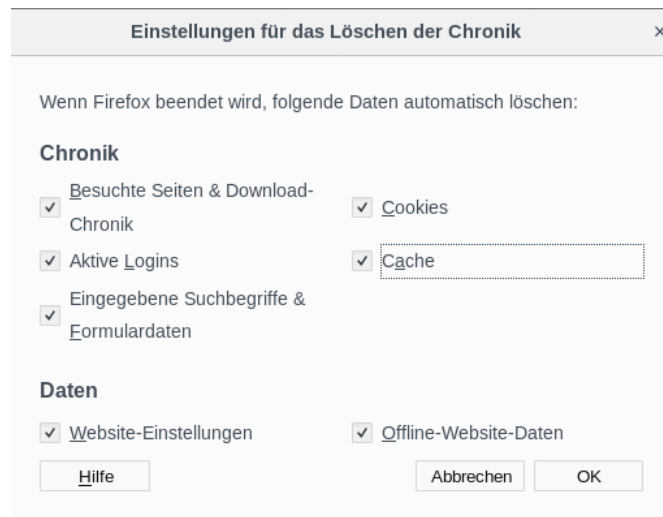 Einstellungen für das Löschen der Chronik
Wenn Firefox beendet wird, folgende Daten automatisch löschen:
Chronik
Besuchte Seiten & Download-
Chronik
Cookies
Aktive Logins
Cache
Eingegebene Suchbegriffe &
Formulardaten
Daten
Website-Einstellungen
Offline-Website-Daten
Hilfe
Abbrechen
OK